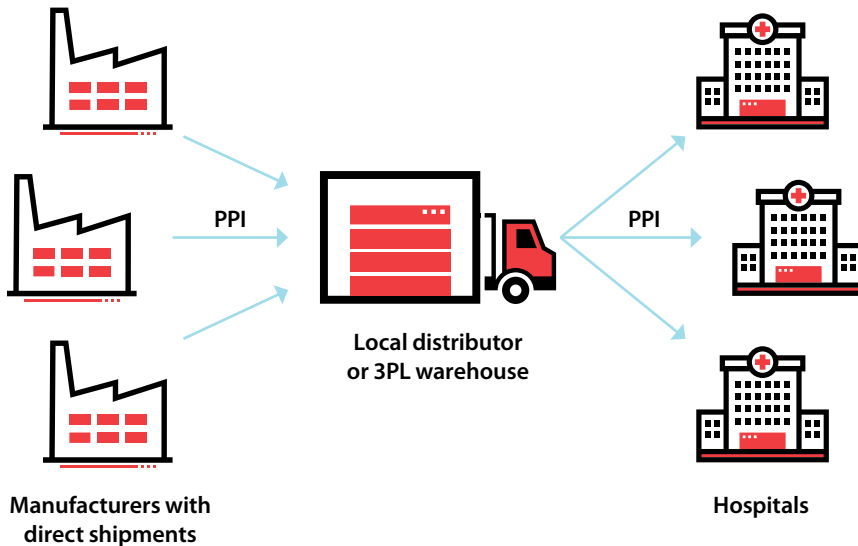 PPI
PPI
Local distributor
or 3PL warehouse
Manufacturers with
direct shipments
Hospitals